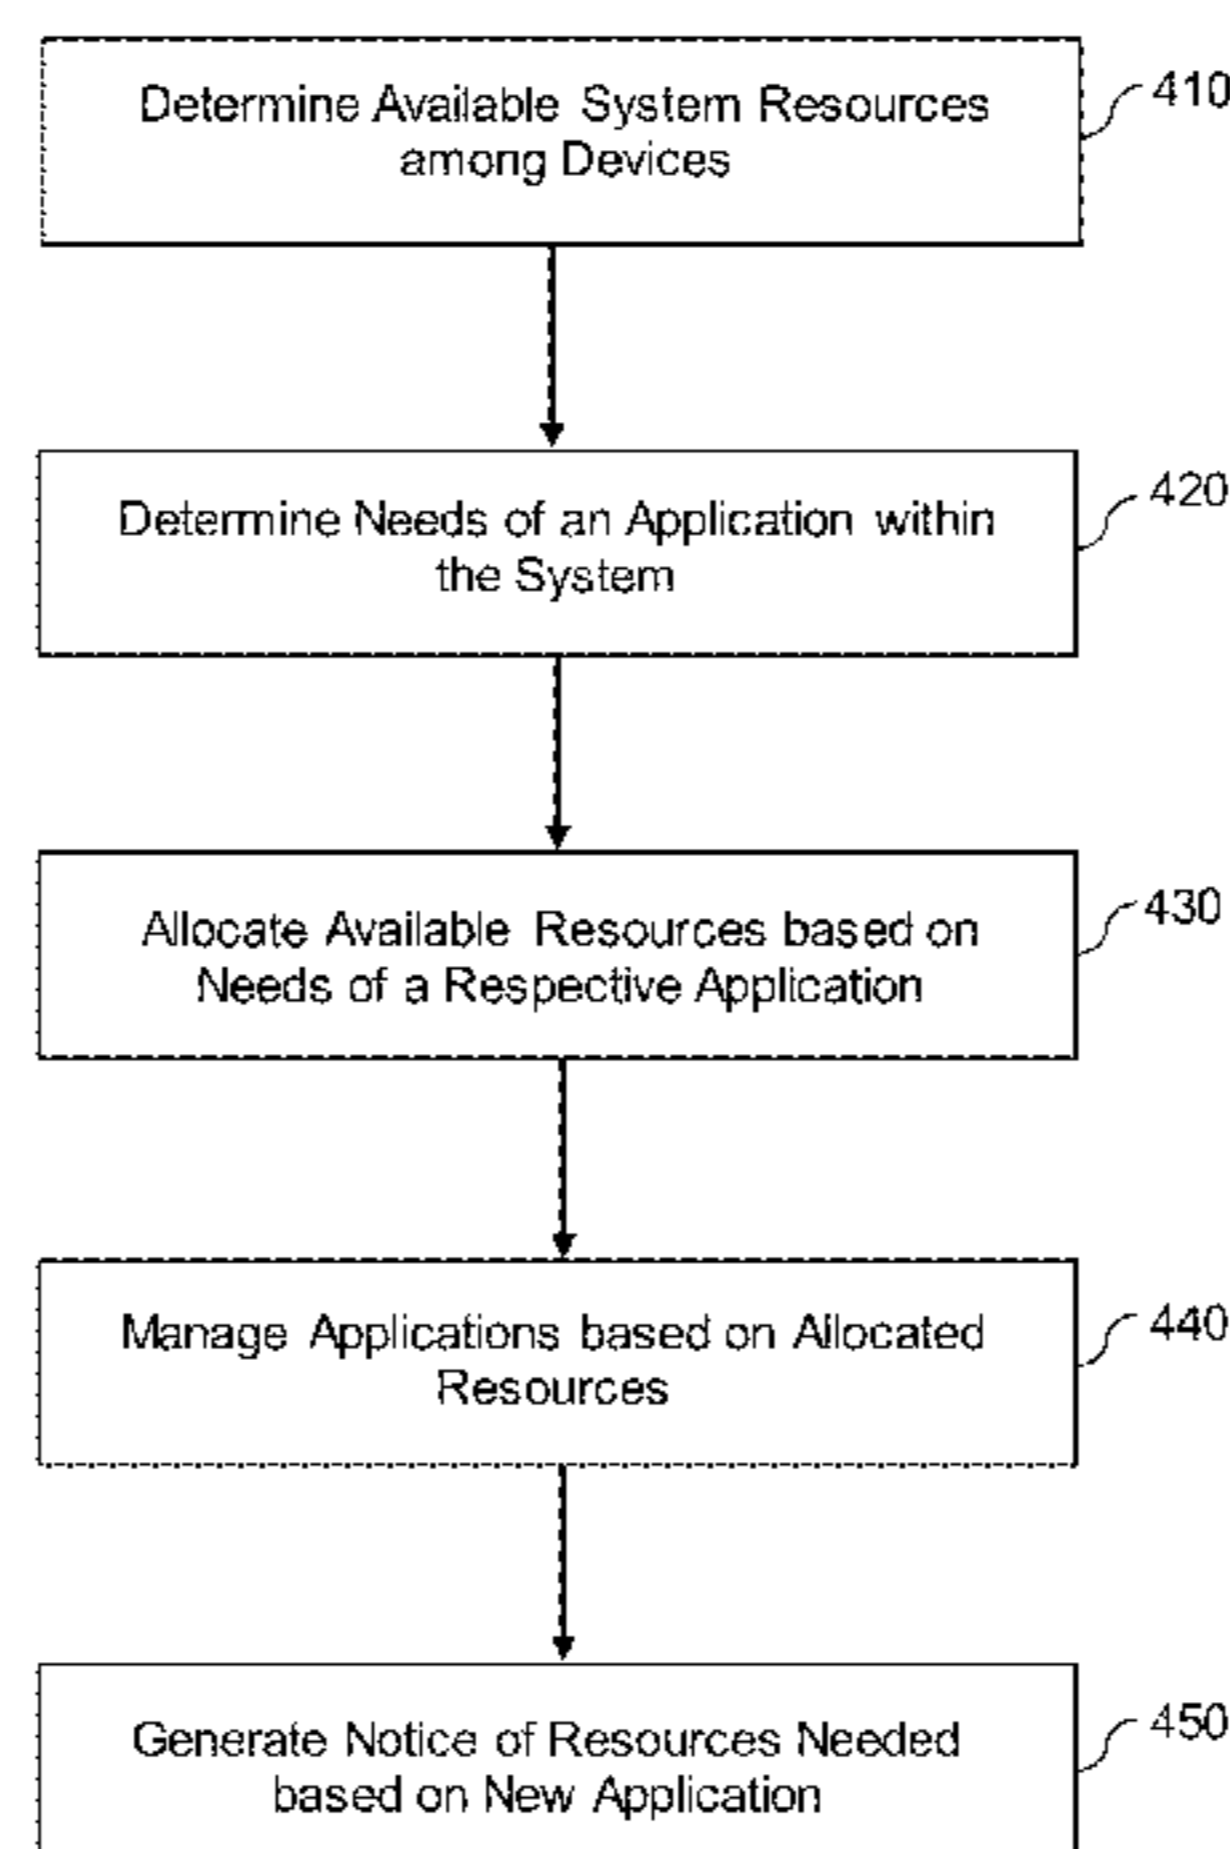 Determine Available System Resources
among Devices
410
Determine Needs of an Application within
the System
420
Allocate Available Resources based on
Needs of a Respective Application
430
Manage Applications based on Allocated
Resources
440
Generate Notice of Resources Needed
based on New Application
450